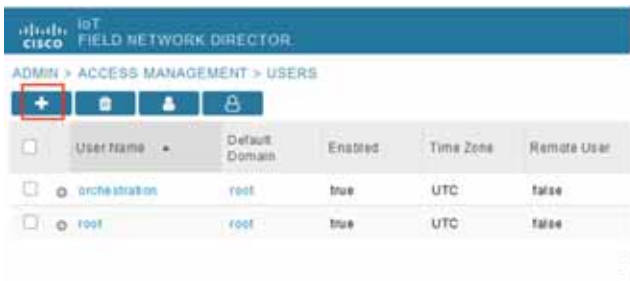 cisco IoT
FIELD NETWORK DIRECTOR
ADMIN > ACCESS MANAGEMENT > USERS
User Name Default Domain Enabled Time Zone Remote User
orchestration root true UTC false
root root true UTC false